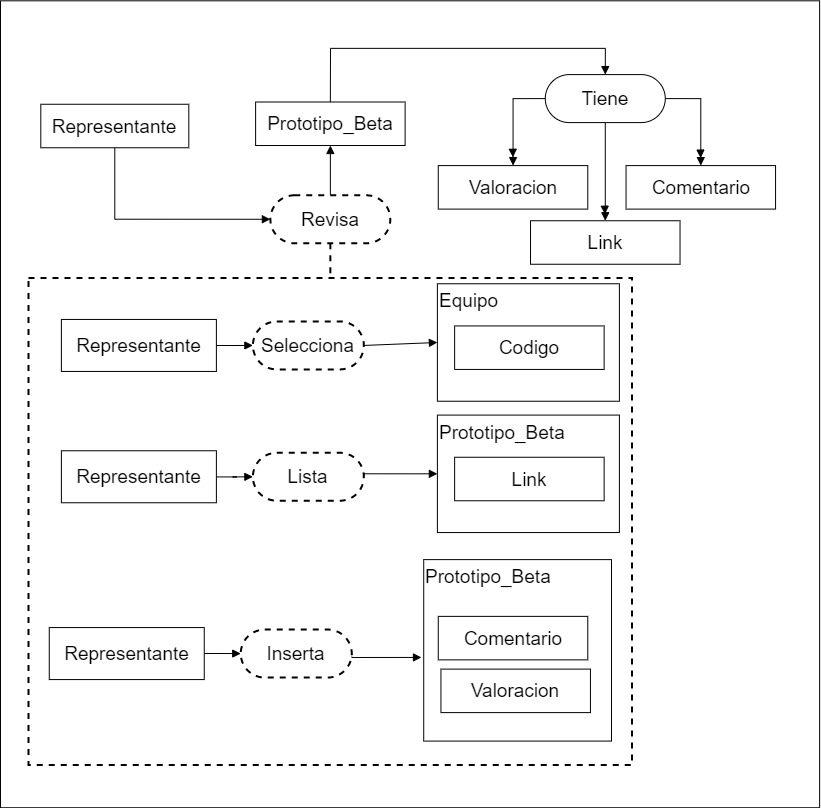 Representante
Prototipo_Beta
Tiene
Valoracion
Comentario
Link
Revisa
Representante
Selecciona
Equipo
Codigo
Representante
Lista
Prototipo_Beta
Link
Representante
Inserta
Prototipo_Beta
Comentario
Valoracion